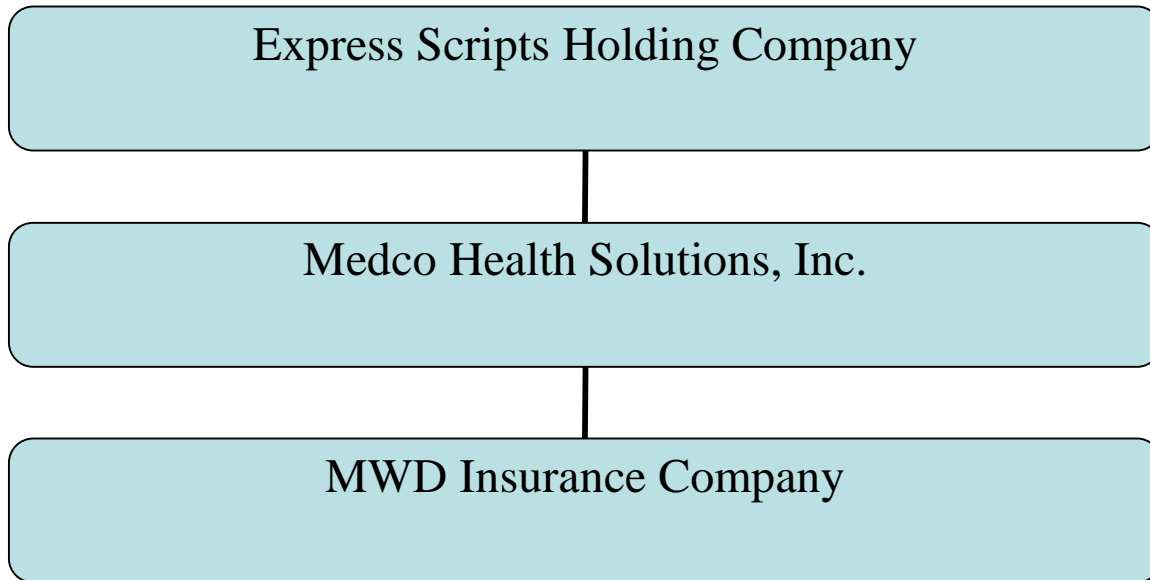 Express Scripts Holding Company
Medco Health Solutions, Inc.
MWD Insurance Company